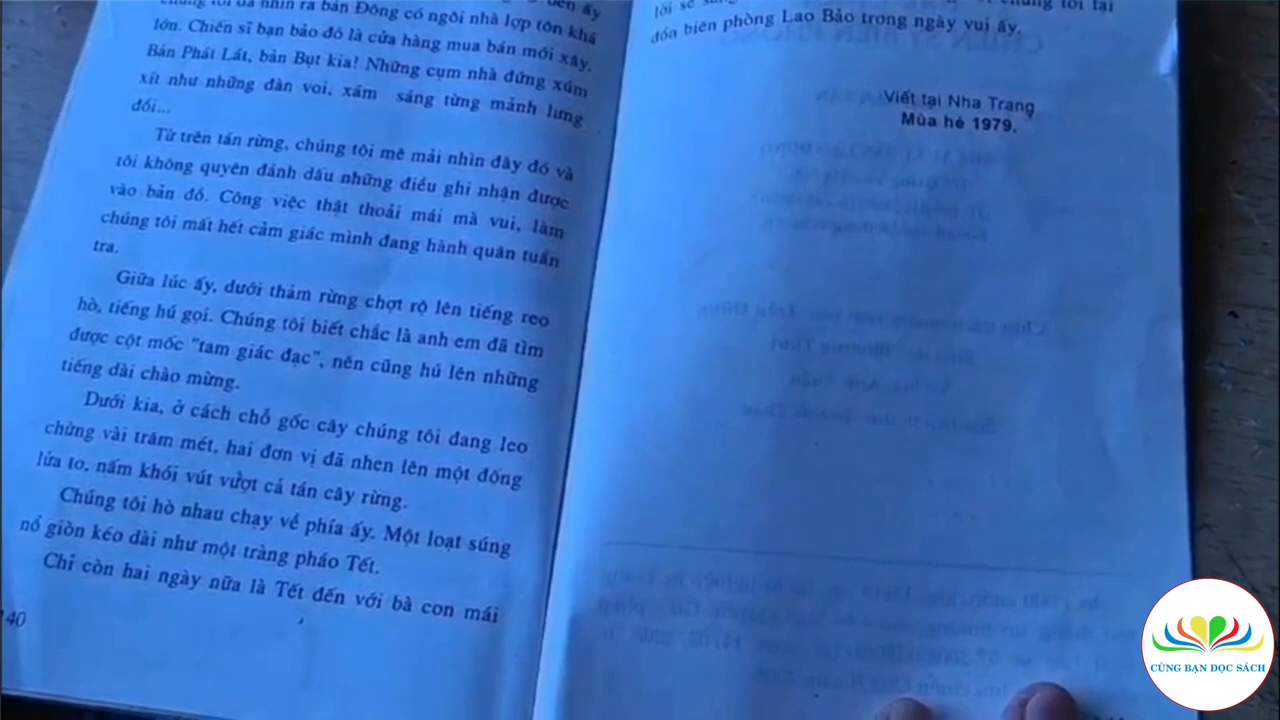 chúng tôi đã nhìn ra bản Đông có ngôi nhà lợp tôn khá
lớn. Chiến sĩ bạn bảo đó là cửa hàng mua bán mới xây.
Bản Phát Lát, bản Bụt kia! Những cụm nhà đứng xúm
xít như những đàn voi, xám sáng từng mảnh lưng
đồi...
Từ trên tán rừng, chúng tôi mê mải nhìn đây đó và
tôi không quyên đánh dấu những điều ghi nhận được
vào bản đồ. Công việc thật thoải mái mà vui, làm
chúng tôi mất hết cảm giác mình đang hành quân tuần
tra.
Giữa lúc ấy, dưới thảm rừng chợt rộ lên tiếng reo
hò, tiếng hú gọi. Chúng tôi biết chắc là anh em đã tìm
được cột mốc "tam giác đạc", nên cũng hú lên những
tiếng dài chào mừng.
Dưới kia, ở cách chỗ gốc cây chúng tôi đang leo
chừng vài trăm mét, hai đơn vị đã nhen lên một đống
lửa to, nấm khói vút vượt cả tán cây rừng.
Chúng tôi hò nhau chạy về phía ấy. Một loạt súng
nổ giòn kéo dài như một tràng pháo Tết.
Chỉ còn hai ngày nữa là Tết đến với bà con mái
140
chúng tôi tại
đồn biên phòng Lao Bảo trong ngày vui ấy.
Viết tại Nha Trang
Mùa hè 1979.
CÙNG BẠN ĐỌC SÁCH